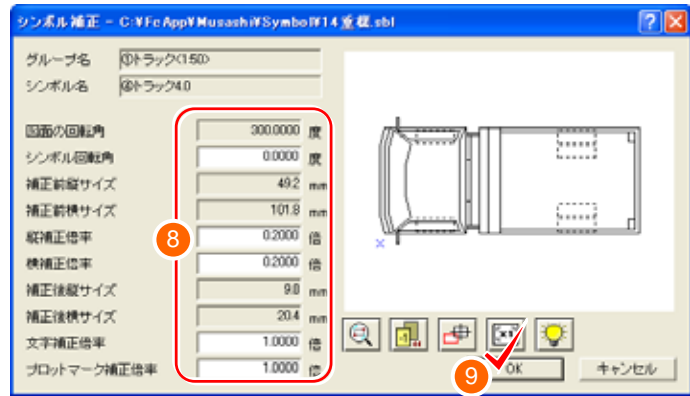 シンボル補正 - C:¥FcApp¥Musashi¥Symbol¥14重機.sbl
グループ名 ①トラック(1:50)
シンボル名 ④トラック4.0
図面の回転角 300.0000 度
シンボル回転角 0.0000 度
補正前縦サイズ 49.2 mm
補正前横サイズ 101.8 mm
縦補正倍率 0.2000 倍
8
横補正倍率 0.2000 倍
補正後縦サイズ 9.8 mm
補正後横サイズ 20.4 mm
文字補正倍率 1.0000 倍
プロットマーク補正倍率 1.0000 倍
9 OK キャンセル